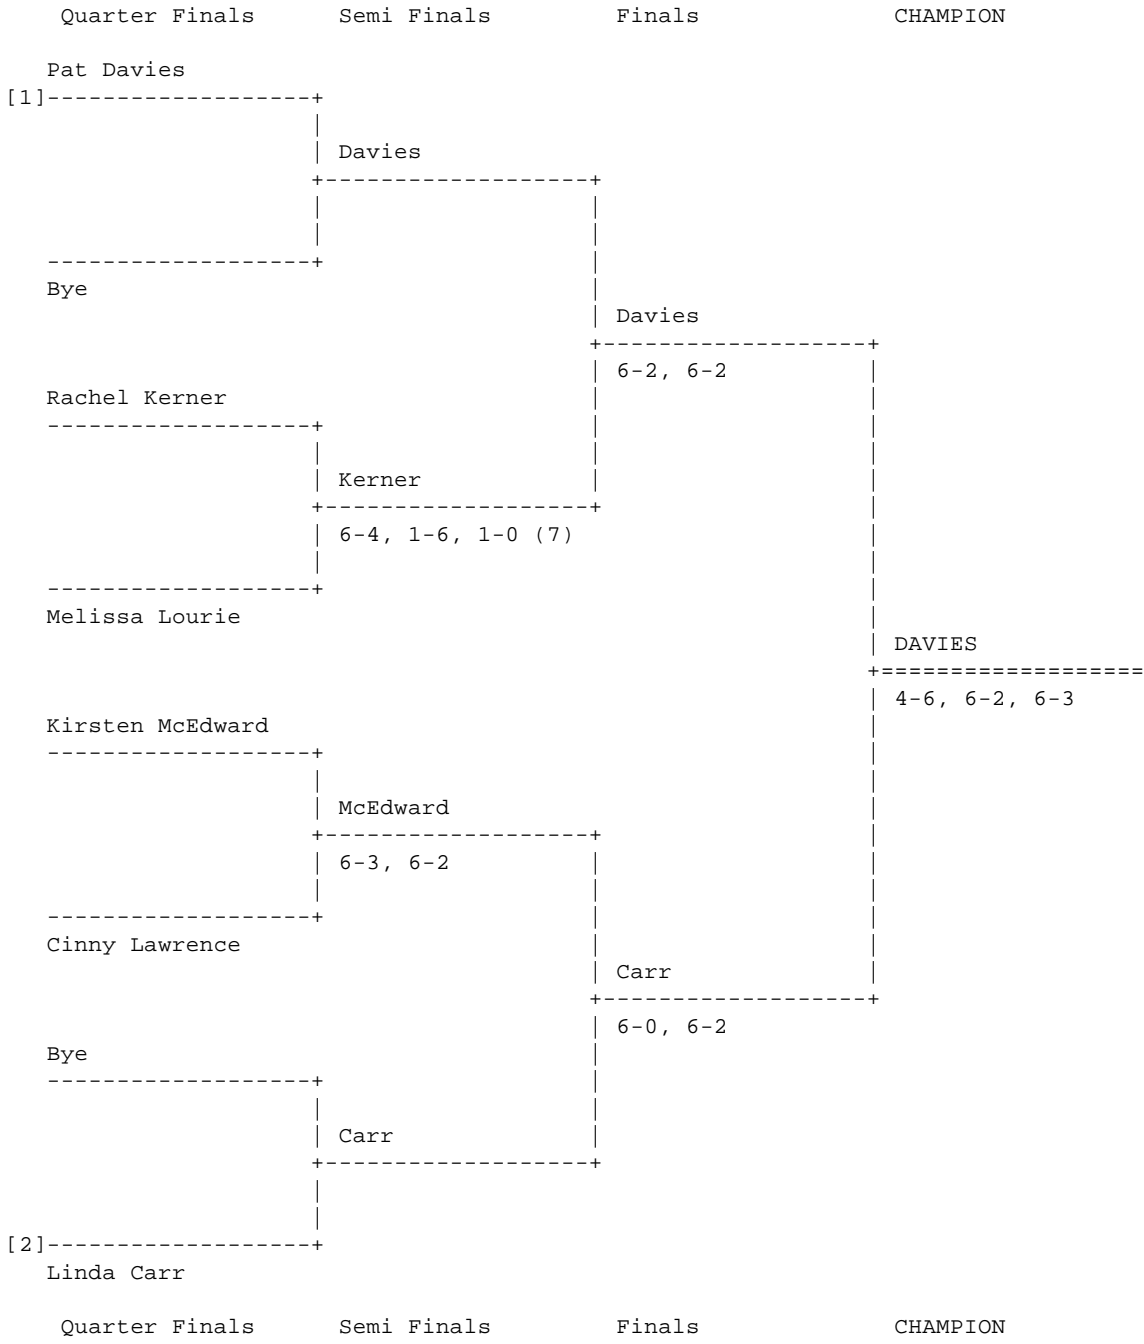 Quarter Finals Semi Finals Finals CHAMPION
Pat Davies
[1]
Davies
Bye
Davies
6-2, 6-2
Rachel Kerner
Kerner
6-4, 1-6, 1-0 (7)
Melissa Lourie
DAVIES
4-6, 6-2, 6-3
Kirsten McEdward
McEdward
6-3, 6-2
Cinny Lawrence
Carr
6-0, 6-2
Bye
Carr
[2]
Linda Carr
Quarter Finals Semi Finals Finals CHAMPION